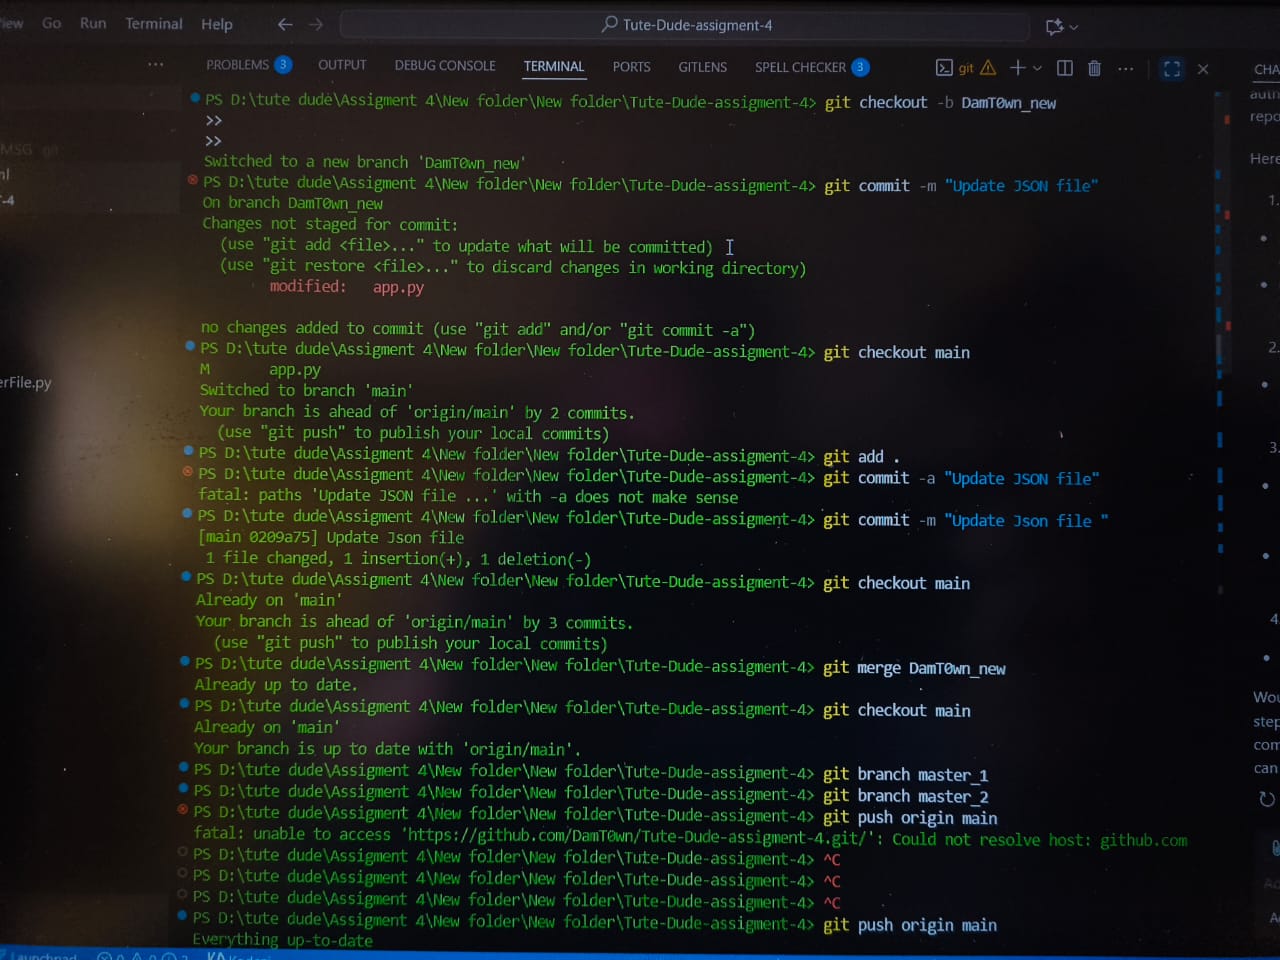 iew Go Run Terminal Help
Tute-Dude-assigment-4
PROBLEMS 3 OUTPUT DEBUG CONSOLE TERMINAL PORTS GITLENS SPELL CHECKER 3
git
CHA
PS D:\tute dude\Assigment 4\New folder\New folder\Tute-Dude-assigment-4> git checkout -b DamT0wn_new
>>
>>
Switched to a new branch 'DamT0wn_new'
PS D:\tute dude\Assigment 4\New folder\New folder\Tute-Dude-assigment-4> git commit -m "Update JSON file"
On branch DamT0wn_new
Changes not staged for commit:
(use "git add <file>..." to update what will be committed)
(use "git restore <file>..." to discard changes in working directory)
modified: app.py
no changes added to commit (use "git add" and/or "git commit -a")
PS D:\tute dude\Assigment 4\New folder\New folder\Tute-Dude-assigment-4> git checkout main
M app.py
Switched to branch 'main'
Your branch is ahead of 'origin/main' by 2 commits.
(use "git push" to publish your local commits)
PS D:\tute dude\Assigment 4\New folder\New folder\Tute-Dude-assigment-4> git add .
PS D:\tute dude\Assigment 4\New folder\New folder\Tute-Dude-assigment-4> git commit -a "Update JSON file"
fatal: paths 'Update JSON file ...' with -a does not make sense
PS D:\tute dude\Assigment 4\New folder\New folder\Tute-Dude-assigment-4> git commit -m "Update Json file "
[main 0209a75] Update Json file
1 file changed, 1 insertion(+), 1 deletion(-)
PS D:\tute dude\Assigment 4\New folder\New folder\Tute-Dude-assigment-4> git checkout main
Already on 'main'
Your branch is ahead of 'origin/main' by 3 commits.
(use "git push" to publish your local commits)
PS D:\tute dude\Assigment 4\New folder\New folder\Tute-Dude-assigment-4> git merge DamT0wn_new
Already up to date.
PS D:\tute dude\Assigment 4\New folder\New folder\Tute-Dude-assigment-4> git checkout main
Already on 'main'
Your branch is up to date with 'origin/main'.
PS D:\tute dude\Assigment 4\New folder\New folder\Tute-Dude-assigment-4> git branch master_1
PS D:\tute dude\Assigment 4\New folder\New folder\Tute-Dude-assigment-4> git branch master_2
PS D:\tute dude\Assigment 4\New folder\New folder\Tute-Dude-assigment-4> git push origin main
fatal: unable to access 'https://github.com/DamT0wn/Tute-Dude-assigment-4.git/': Could not resolve host: github.com
PS D:\tute dude\Assigment 4\New folder\New folder\Tute-Dude-assigment-4> ^C
PS D:\tute dude\Assigment 4\New folder\New folder\Tute-Dude-assigment-4> ^C
PS D:\tute dude\Assigment 4\New folder\New folder\Tute-Dude-assigment-4> ^C
PS D:\tute dude\Assigment 4\New folder\New folder\Tute-Dude-assigment-4> git push origin main
Everything up-to-date
MSG git
ml
T-4
erFile.py
auth
repo
Here
1.
2.
3.
4.
Wou
step
com
can